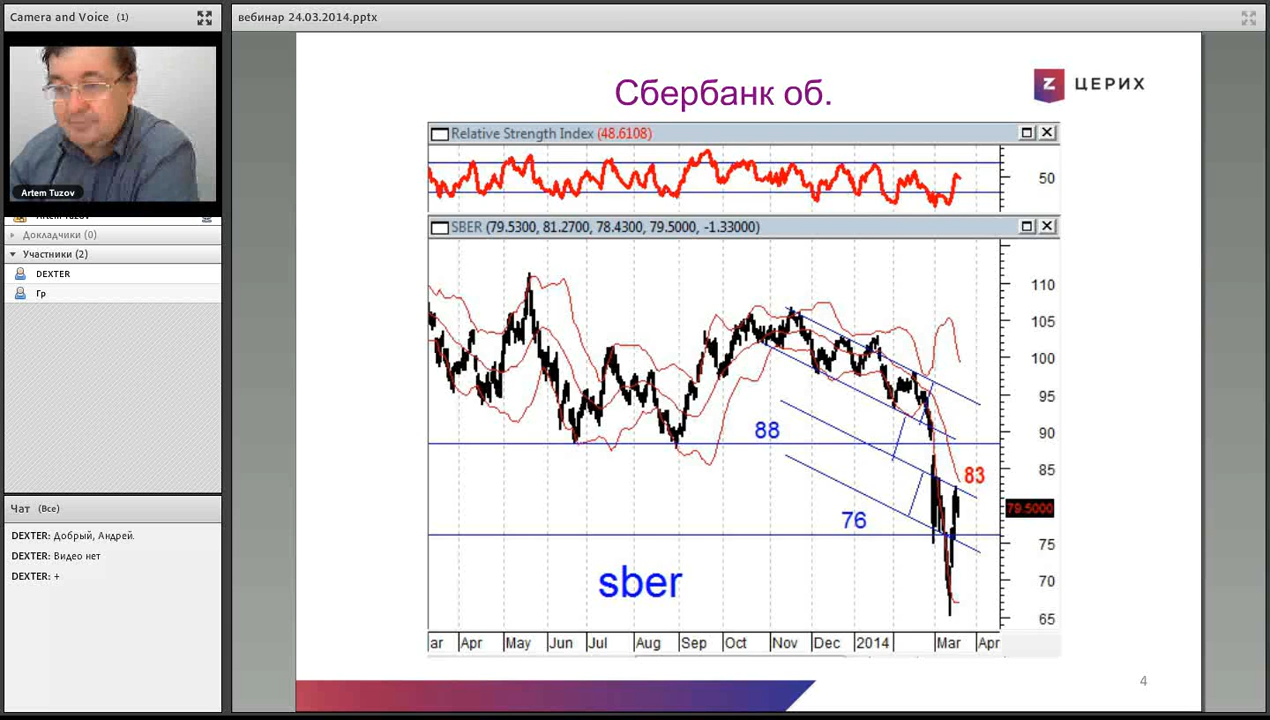 Camera and Voice (1)
вебинар 24.03.2014.pptx
Artem Tuzov
Artem Tuzov
Докладчики (0)
Участники (2)
DEXTER
Гр
Чат (Все)
DEXTER: Добрый, Андрей.
DEXTER: Видео нет
DEXTER: +
Сбербанк об.
Z ЦЕРИХ
Relative Strength Index (48.6108)
50
SBER (79.5300, 81.2700, 78.4300, 79.5000, -1.33000)
110
105
100
95
90
88
85
83
79.5000
76
75
70
sber
65
ar Apr May Jun Jul Aug Sep Oct Nov Dec 2014 Mar Apr
4